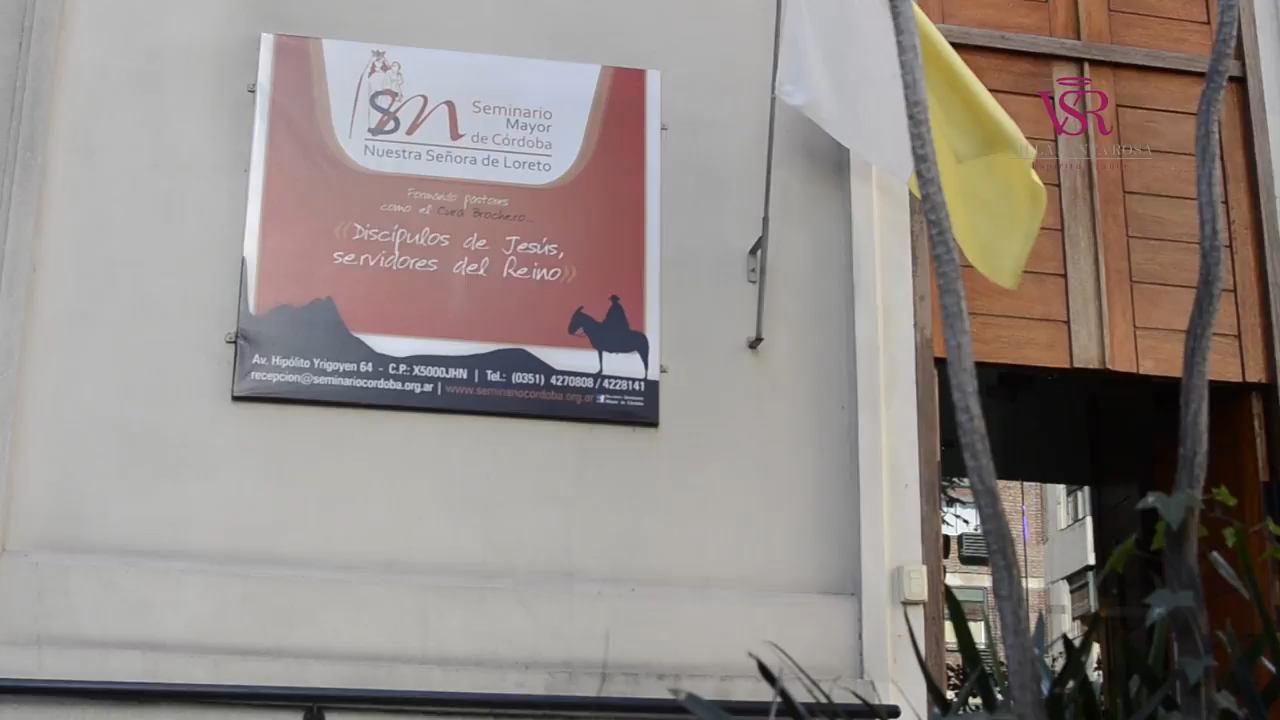 Sm
Seminario
Mayor
de Córdoba
Nuestra Señora de Loreto
Formando pastores
como el Cura Brochero...
«Discípulos de Jesús,
servidores del Reino»
Av. Hipólito Yrigoyen 64 - C.P.: X5000JHN | Tel.: (0351) 4270808 / 4228141
recepcion@seminariocordoba.org.ar | www.seminariocordoba.org.ar
VSR